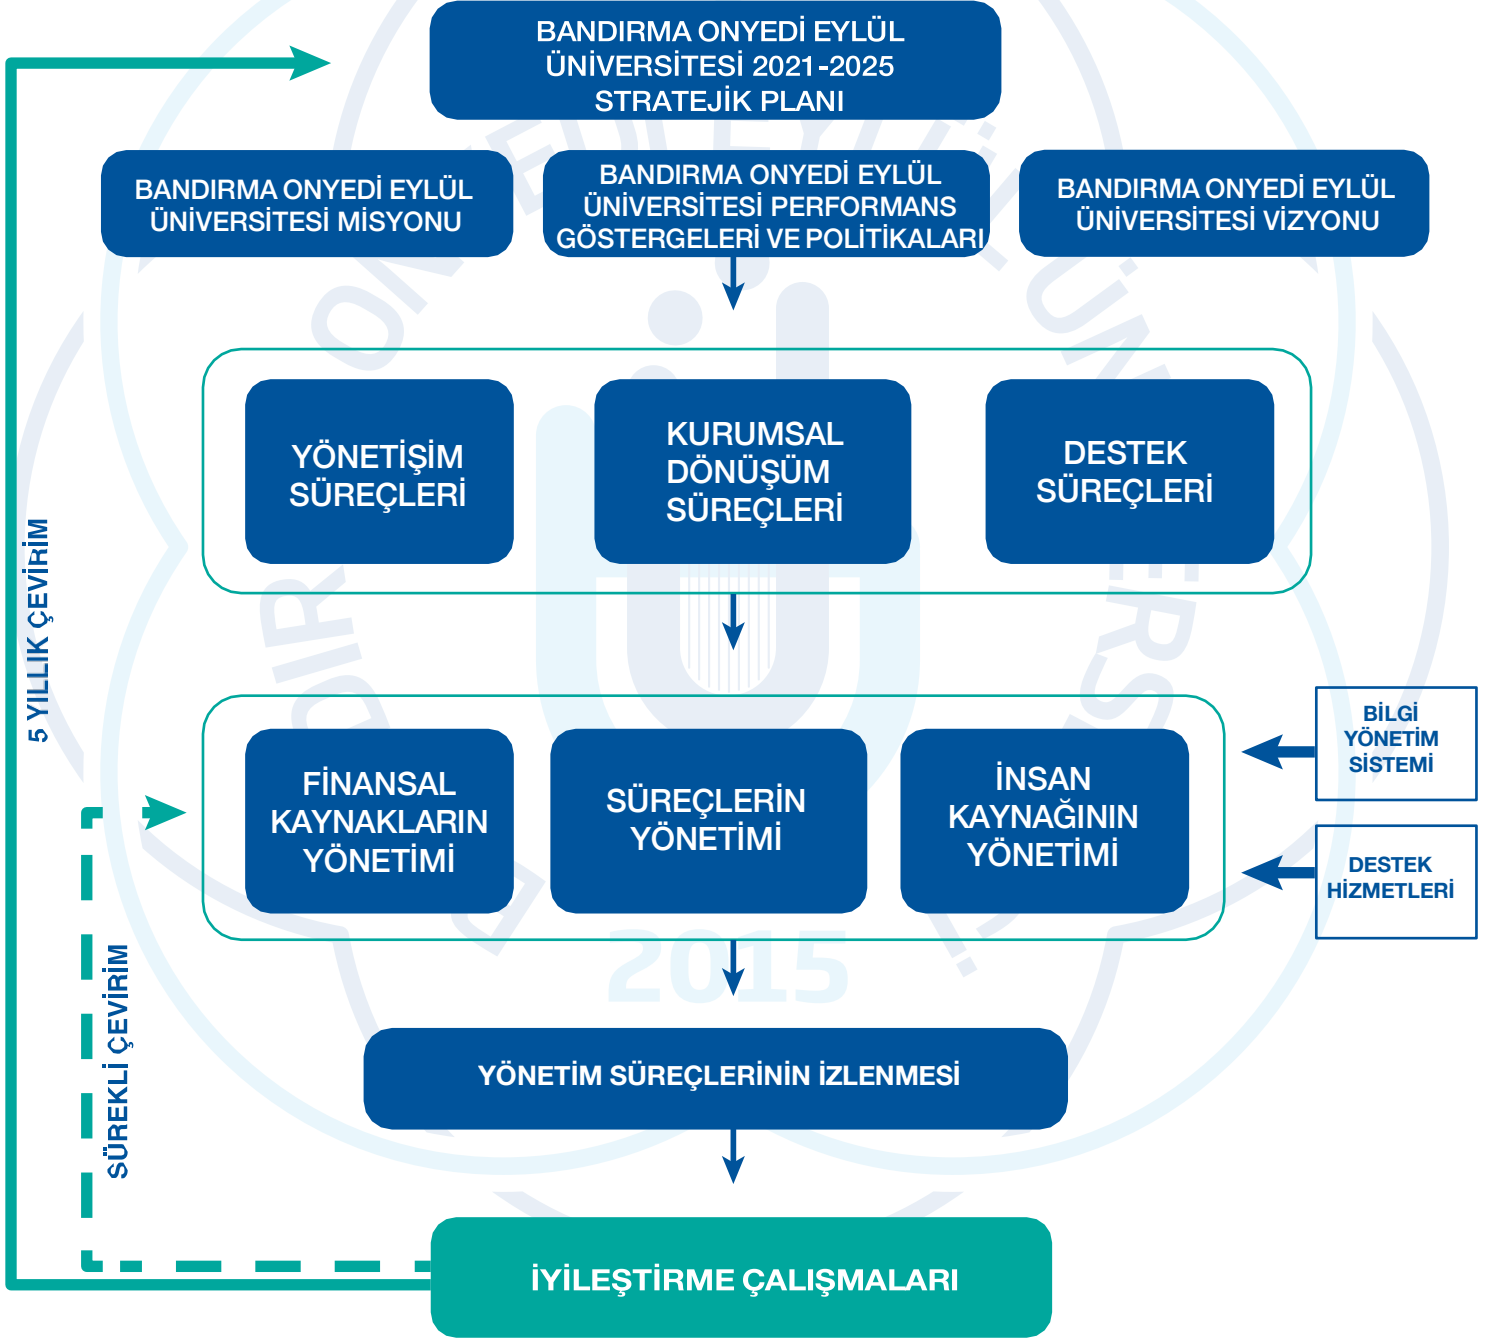 BANDIRMA ONYEDİ EYLÜL
ÜNİVERSİTESİ 2021-2025
STRATEJİK PLANI
BANDIRMA ONYEDİ EYLÜL
ÜNİVERSİTESİ MİSYONU
BANDIRMA ONYEDİ EYLÜL
ÜNİVERSİTESİ PERFORMANS
GÖSTERGELERİ VE POLİTİKALARI
BANDIRMA ONYEDİ EYLÜL
ÜNİVERSİTESİ VİZYONU
YÖNETİŞİM
SÜREÇLERİ
KURUMSAL
DÖNÜŞÜM
SÜREÇLERİ
DESTEK
SÜREÇLERİ
5 YILLIK ÇEVİRİM
FİNANSAL
KAYNAKLARIN
YÖNETİMİ
SÜREÇLERİN
YÖNETİMİ
İNSAN
KAYNAĞININ
YÖNETİMİ
BİLGİ
YÖNETİM
SİSTEMİ
DESTEK
HİZMETLERİ
SÜREKLİ ÇEVİRİM
2015
YÖNETİM SÜREÇLERİNİN İZLENMESİ
İYİLEŞTİRME ÇALIŞMALARI